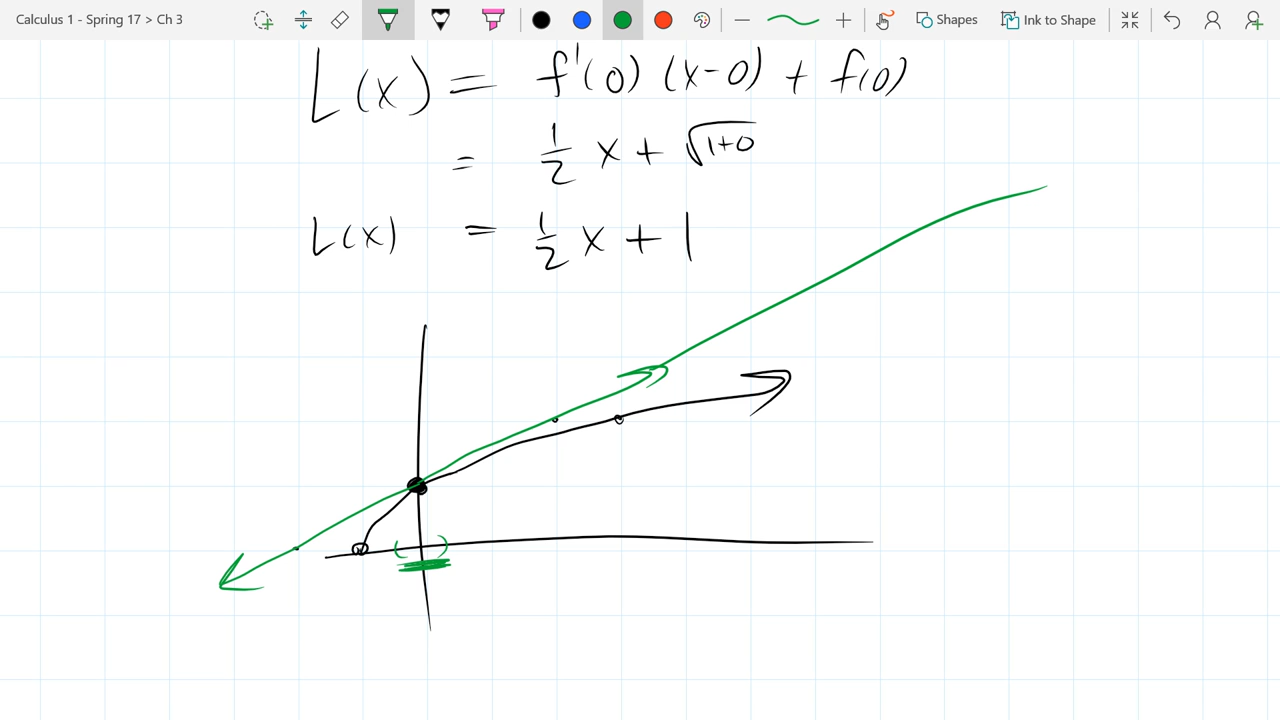 Calculus 1 - Spring 17 > Ch 3
Shapes
Ink to Shape
L(x) = f'(0) (x-0) + f(0)
= 1/2 x + √1+0
L(x) = 1/2 x + 1